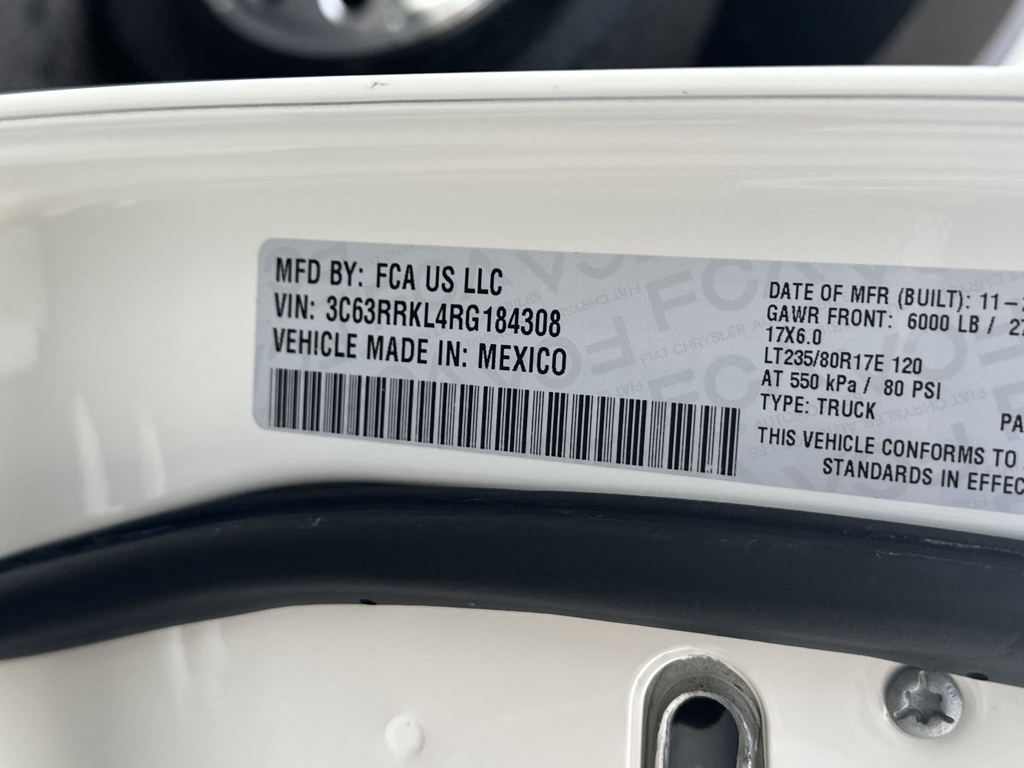 MFD BY: FCA US LLC
VIN: 3C63RRKL4RG184308
VEHICLE MADE IN: MEXICO
DATE OF MFR (BUILT): 11-
GAWR FRONT: 6000 LB /
17X6.0
LT235/80R17E 120
AT 550 kPa / 80 PSI
TYPE: TRUCK
THIS VEHICLE CONFORMS TO
STANDARDS IN
FIAT CHRYSLER